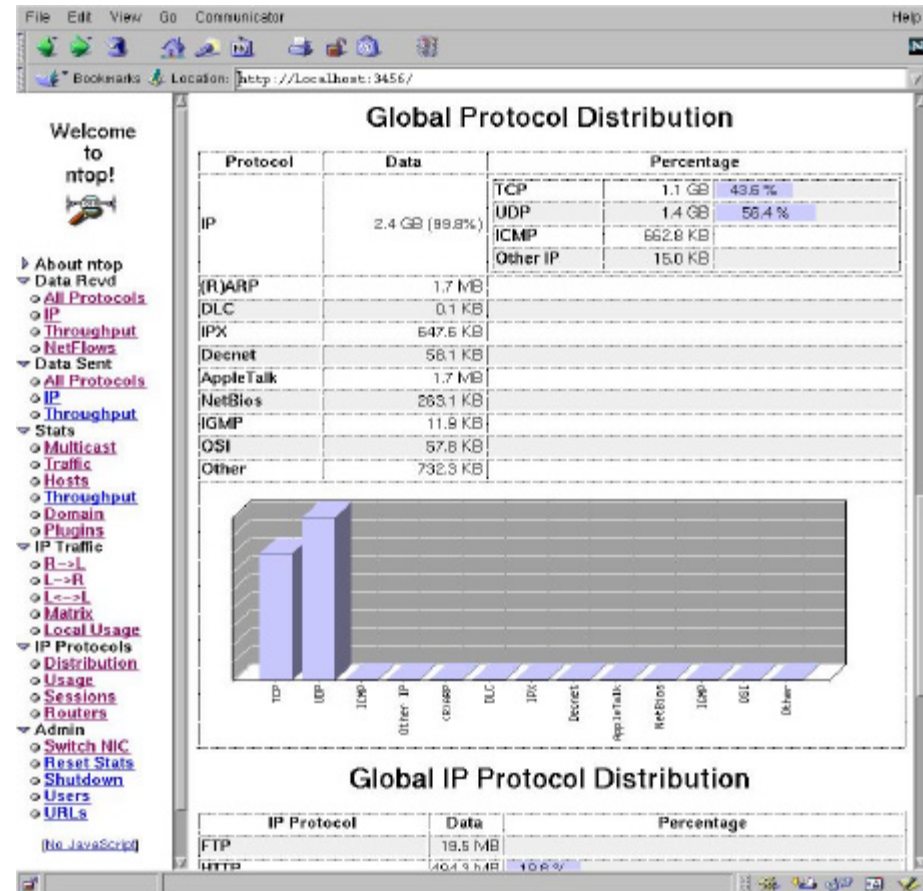 File Edit View Go Communicator Help
Bookmarks Location: http://localhost:3456/
Welcome
to
ntop!
About ntop
Data Rcvd
All Protocols
IP
Throughput
NetFlows
Data Sent
All Protocols
IP
Throughput
Stats
Multicast
Traffic
Hosts
Throughput
Domain
Plugins
IP Traffic
R->L
L->R
L<->L
Matrix
Local Usage
IP Protocols
Distribution
Usage
Sessions
Routers
Admin
Switch NIC
Reset Stats
Shutdown
Users
URLs
[No JavaScript]
Global Protocol Distribution
Protocol Data Percentage
IP 2.4 GB (99.8%)
TCP 1.1 GB 43.6 %
UDP 1.4 GB 56.4 %
ICMP 662.8 KB
Other IP 15.0 KB
(R)ARP 1.7 MB
DLC 0.1 KB
IPX 647.6 KB
Decnet 58.1 KB
AppleTalk 1.7 MB
NetBios 263.1 KB
IGMP 11.9 KB
OSI 57.8 KB
Other 732.3 KB
TCP UDP ICMP Other IP (R)ARP DLC IPX Decnet AppleTalk NetBios IGMP OSI Other
Global IP Protocol Distribution
IP Protocol Data Percentage
FTP 19.5 MB
HTTP